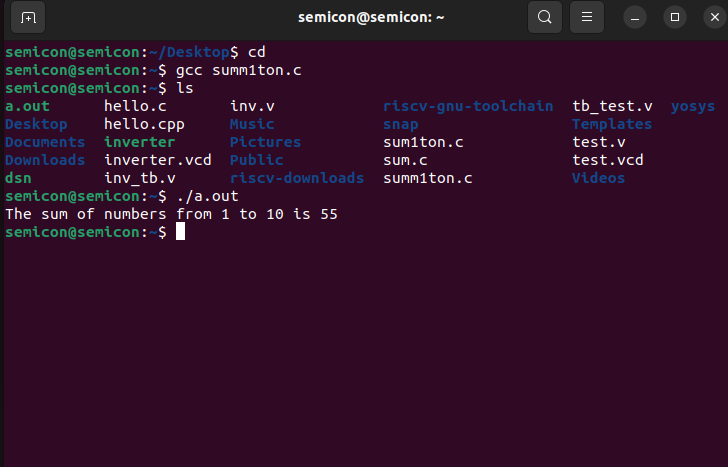 semicon@semicon: ~
semicon@semicon:~/Desktop$ cd
semicon@semicon:~$ gcc summ1ton.c
semicon@semicon:~$ ls
a.out hello.c inv.v riscv-gnu-toolchain tb_test.v yosys
Desktop hello.cpp Music snap Templates
Documents inverter Pictures sum1ton.c test.v
Downloads inverter.vcd Public sum.c test.vcd
dsn inv_tb.v riscv-downloads summ1ton.c Videos
semicon@semicon:~$ ./a.out
The sum of numbers from 1 to 10 is 55
semicon@semicon:~$